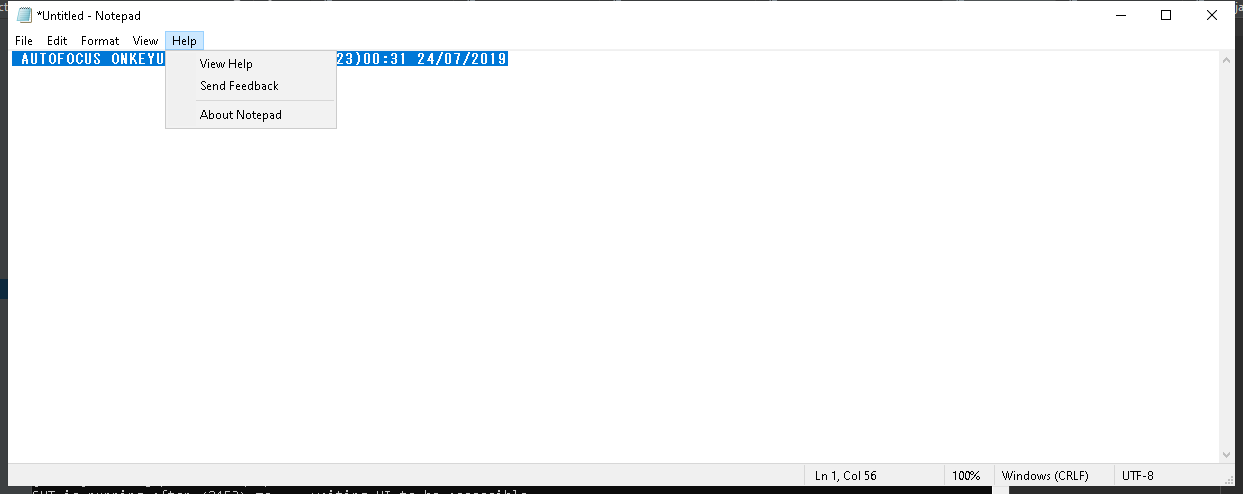 *Untitled - Notepad
File Edit Format View Help
AUTOFOCUS ONKEYU 23)00:31 24/07/2019
View Help
Send Feedback
About Notepad
Ln 1, Col 56 100% Windows (CRLF) UTF-8